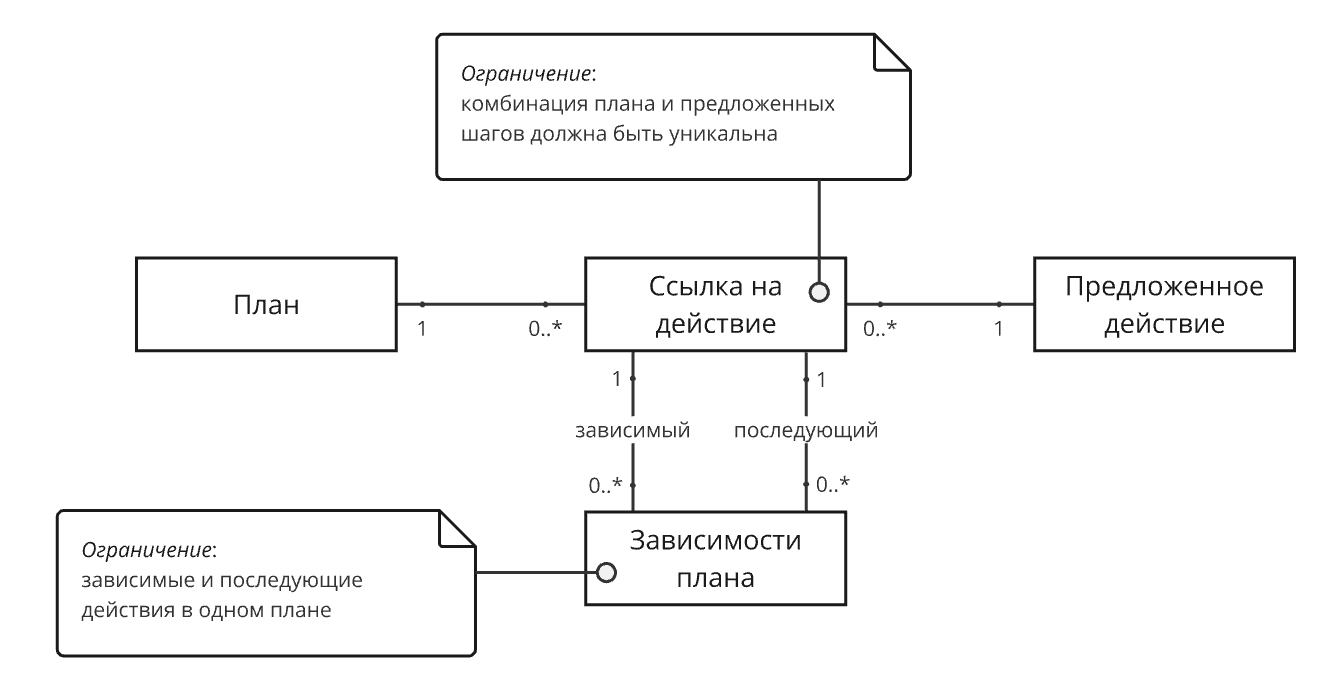 Ограничение:
комбинация плана и предложенных
шагов должна быть уникальна
План
Ссылка на
действие
Предложенное
действие
1
0..*
0..*
1
1
1
зависимый
последующий
0..*
0..*
Ограничение:
зависимые и последующие
действия в одном плане
Зависимости
плана